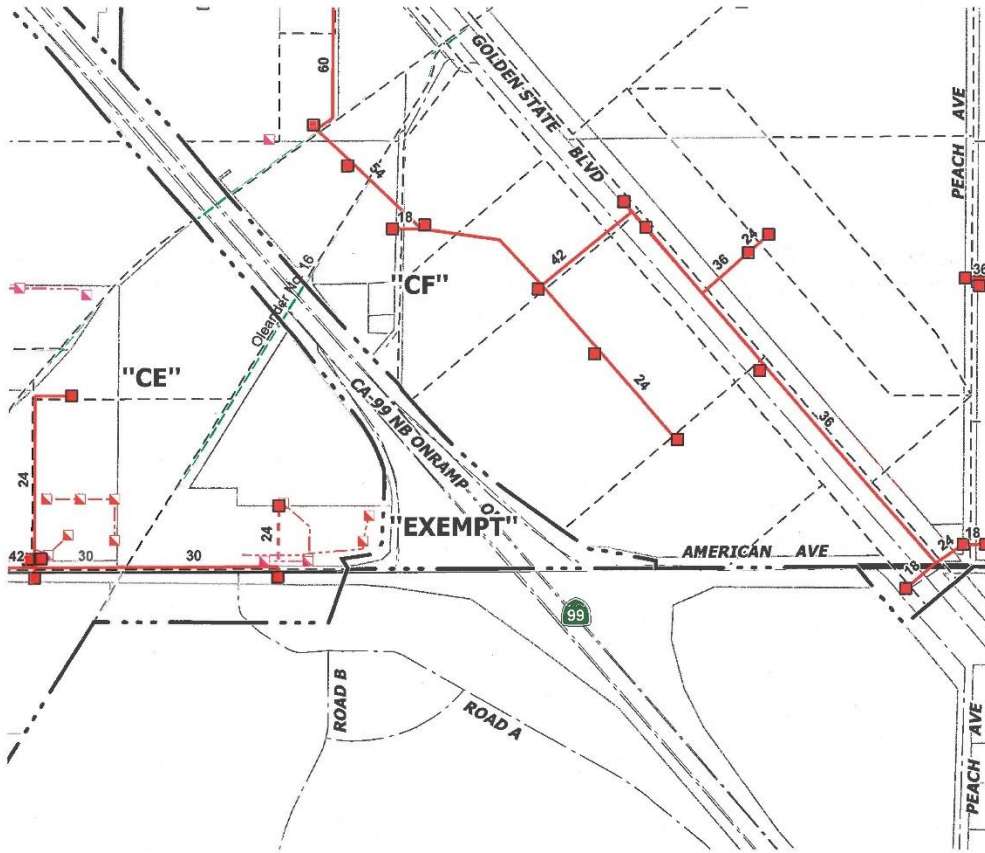 60
GOLDEN STATE BLVD
PEACH AVE
54
18
42
24
36
36
"CF"
Oleander No. 16
"CE"
24
36
CA-99 NB ONRAMP
24
24
"EXEMPT"
42
30
30
AMERICAN AVE
24
18
18
99
ROAD B
ROAD A
PEACH AVE